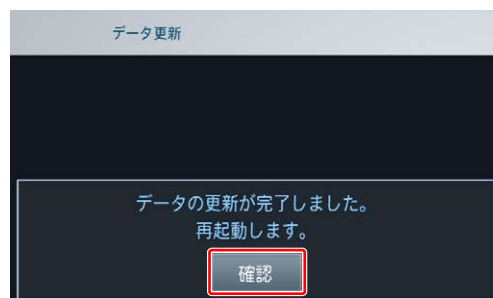 データ更新
データの更新が完了しました。
再起動します。
確認